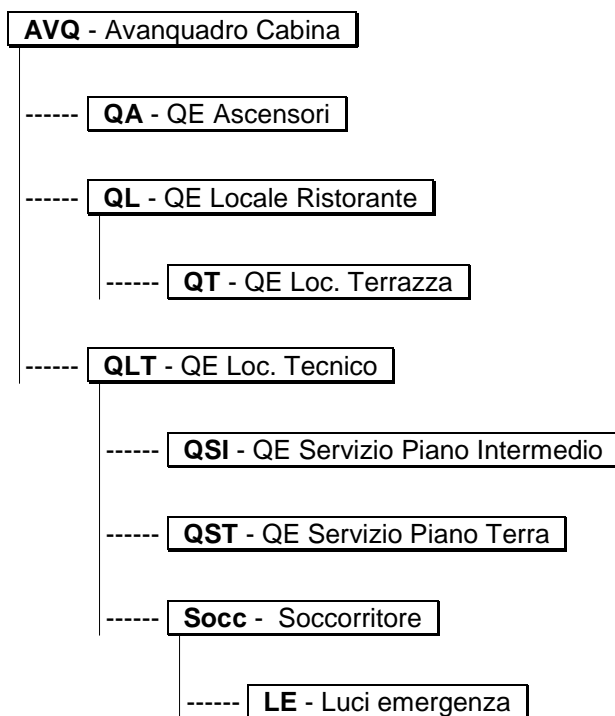 AVQ - Avanquadro Cabina
------ QA - QE Ascensori
------ QL - QE Locale Ristorante
------ QT - QE Loc. Terrazza
------ QLT - QE Loc. Tecnico
------ QSI - QE Servizio Piano Intermedio
------ QST - QE Servizio Piano Terra
------ Socc - Soccorritore
------ LE - Luci emergenza